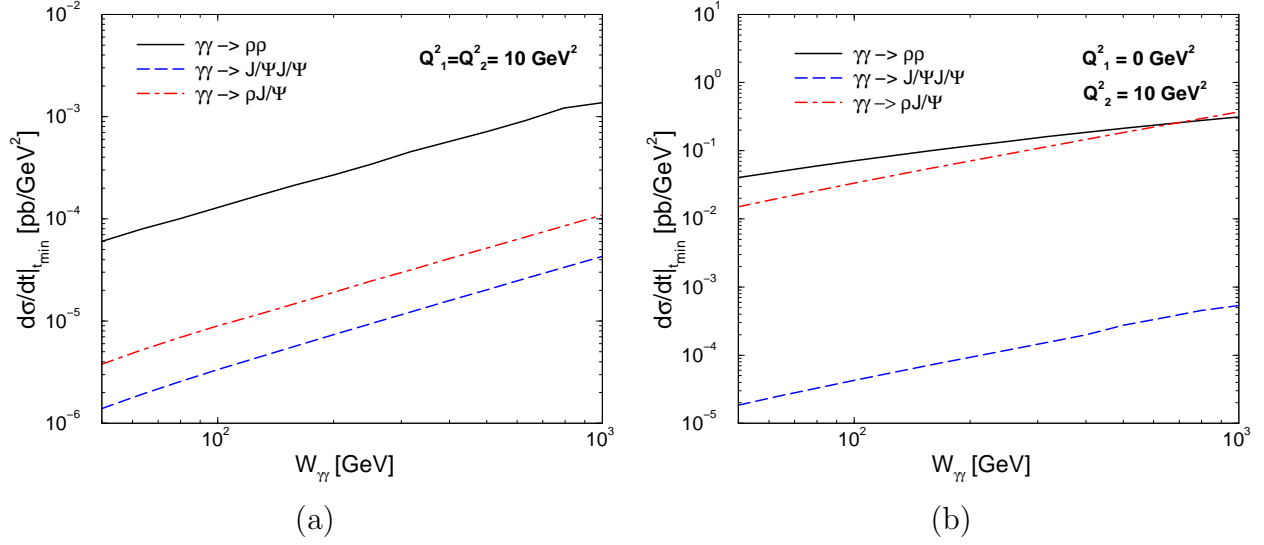 10⁻²
10⁻³
10⁻⁴
10⁻⁵
10⁻⁶
dσ/dt|ₜₘᵢₙ [pb/GeV²]
γγ −> ρρ
γγ −> J/ΨJ/Ψ
γγ −> ρJ/Ψ
Q²₁=Q²₂= 10 GeV²
10²
10³
W_γγ [GeV]
(a)
10¹
10⁰
10⁻¹
10⁻²
10⁻³
10⁻⁴
10⁻⁵
dσ/dt|ₜₘᵢₙ [pb/GeV²]
γγ −> ρρ
γγ −> J/ΨJ/Ψ
γγ −> ρJ/Ψ
Q²₁ = 0 GeV²
Q²₂ = 10 GeV²
10²
10³
W_γγ [GeV]
(b)